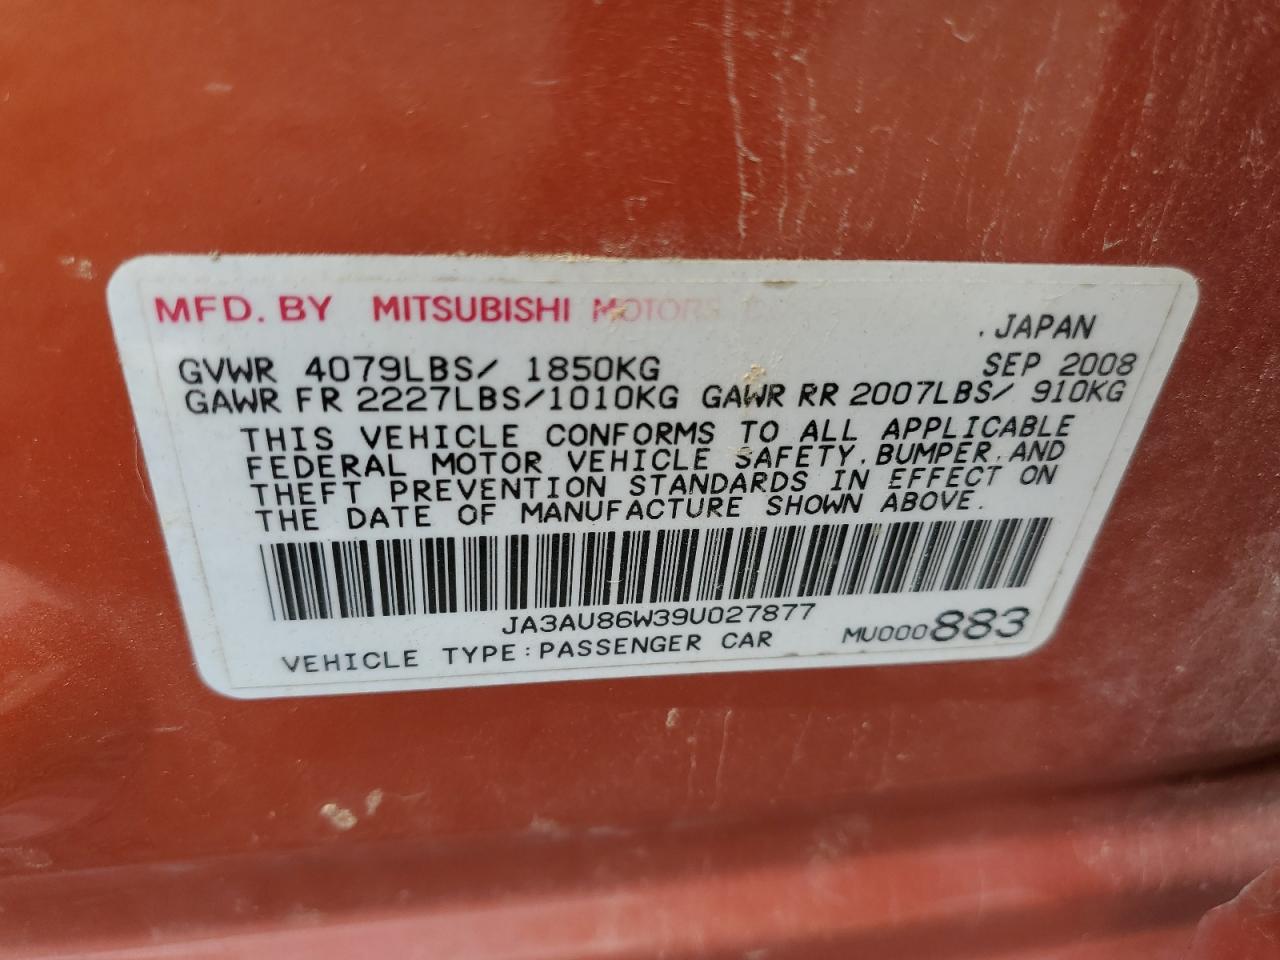 MFD. BY MITSUBISHI MOTORS
. JAPAN
GVWR 4079LBS/ 1850KG SEP 2008
GAWR FR 2227LBS/1010KG GAWR RR 2007LBS/ 910KG
THIS VEHICLE CONFORMS TO ALL APPLICABLE
FEDERAL MOTOR VEHICLE SAFETY, BUMPER, AND
THEFT PREVENTION STANDARDS IN EFFECT ON
THE DATE OF MANUFACTURE SHOWN ABOVE.
JA3AU86W39U027877
VEHICLE TYPE:PASSENGER CAR MU000883